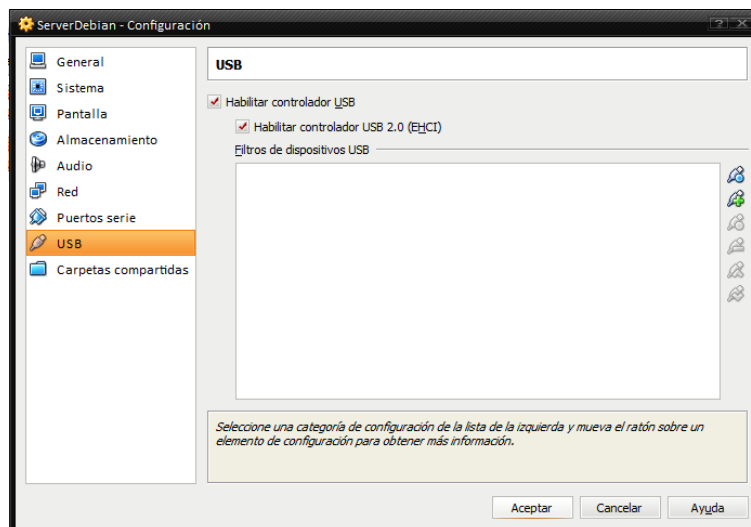 ServerDebian - Configuración
General
Sistema
Pantalla
Almacenamiento
Audio
Red
Puertos serie
USB
Carpetas compartidas
USB
Habilitar controlador USB
Habilitar controlador USB 2.0 (EHCI)
Filtros de dispositivos USB
Seleccione una categoría de configuración de la lista de la izquierda y mueva el ratón sobre un
elemento de configuración para obtener más información.
Aceptar
Cancelar
Ayuda